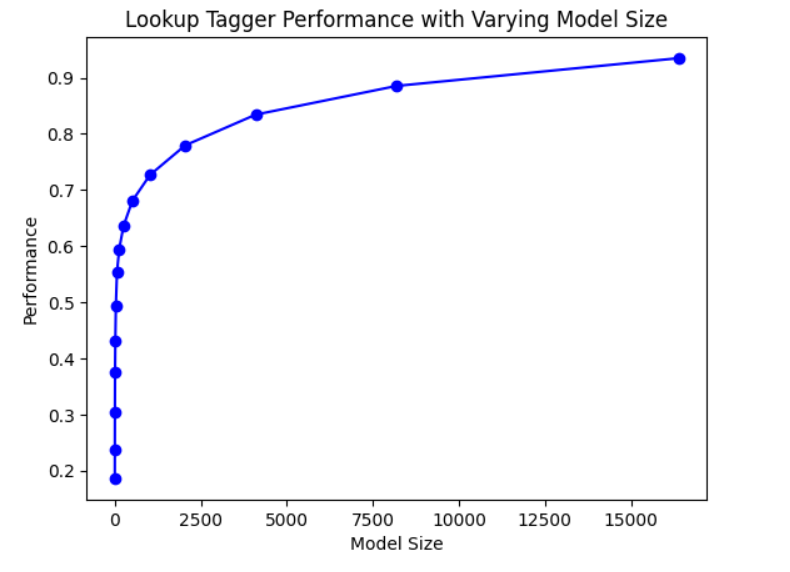 Lookup Tagger Performance with Varying Model Size
0.9
0.8
0.7
0.6
0.5
0.4
0.3
0.2
Performance
0 2500 5000 7500 10000 12500 15000
Model Size